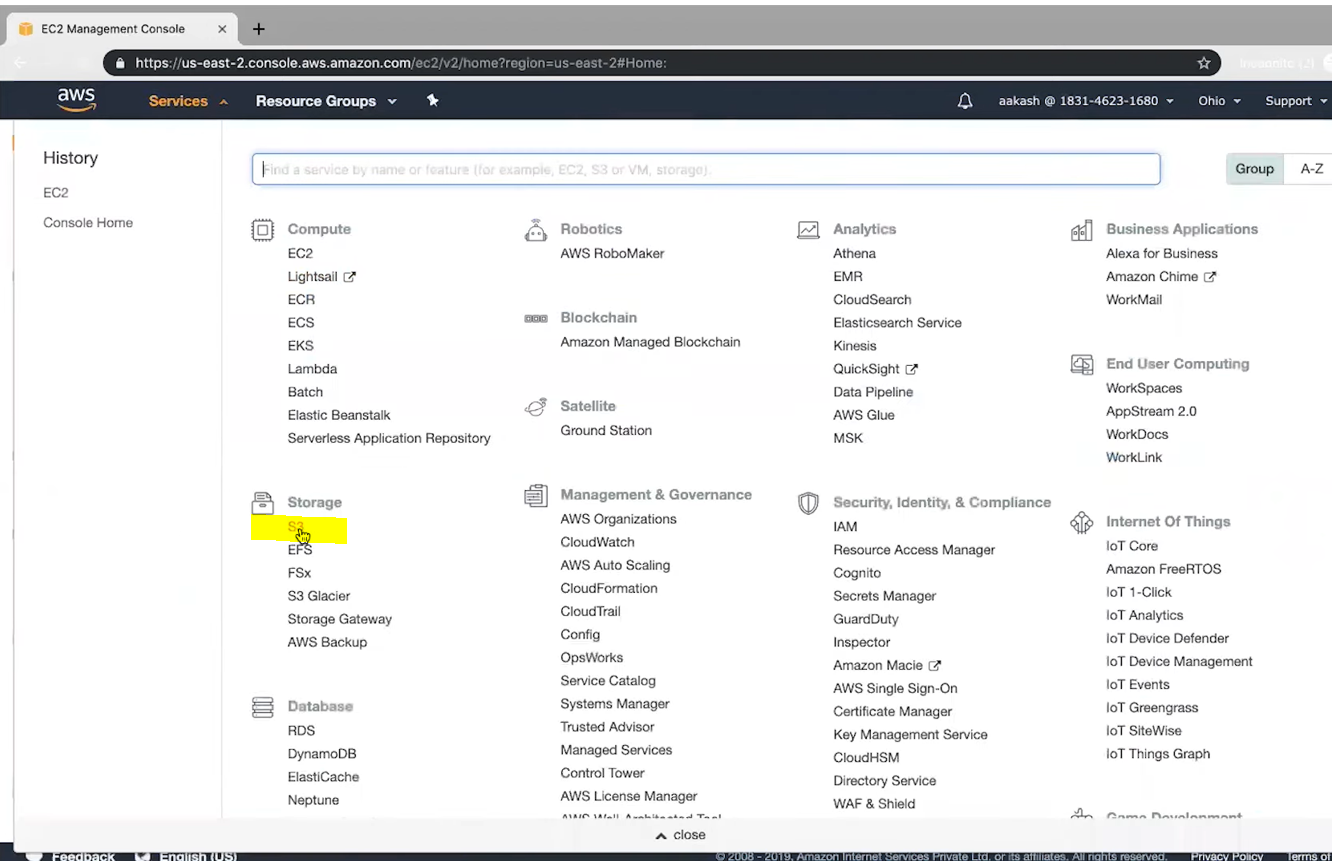 EC2 Management Console
https://us-east-2.console.aws.amazon.com/ec2/v2/home?region=us-east-2#Home:
aws Services Resource Groups aakash @ 1831-4623-1680 Ohio Support
History
EC2
Console Home
Find a service by name or feature (for example, EC2, S3 or VM, storage).
Group A-Z
Compute
EC2
Lightsail
ECR
ECS
EKS
Lambda
Batch
Elastic Beanstalk
Serverless Application Repository
Storage
S3
EFS
FSx
S3 Glacier
Storage Gateway
AWS Backup
Database
RDS
DynamoDB
ElastiCache
Neptune
Robotics
AWS RoboMaker
Blockchain
Amazon Managed Blockchain
Satellite
Ground Station
Management & Governance
AWS Organizations
CloudWatch
AWS Auto Scaling
CloudFormation
CloudTrail
Config
OpsWorks
Service Catalog
Systems Manager
Trusted Advisor
Managed Services
Control Tower
AWS License Manager
AWS Well-Architected Tool
Analytics
Athena
EMR
CloudSearch
Elasticsearch Service
Kinesis
QuickSight
Data Pipeline
AWS Glue
MSK
Security, Identity, & Compliance
IAM
Resource Access Manager
Cognito
Secrets Manager
GuardDuty
Inspector
Amazon Macie
AWS Single Sign-On
Certificate Manager
Key Management Service
CloudHSM
Directory Service
WAF & Shield
Business Applications
Alexa for Business
Amazon Chime
WorkMail
End User Computing
WorkSpaces
AppStream 2.0
WorkDocs
WorkLink
Internet Of Things
IoT Core
Amazon FreeRTOS
IoT 1-Click
IoT Analytics
IoT Device Defender
IoT Device Management
IoT Events
IoT Greengrass
IoT SiteWise
IoT Things Graph
Game Development
close
Feedback English (US) © 2008 - 2019, Amazon Internet Services Private Ltd. or its affiliates. All rights reserved. Privacy Policy Terms of